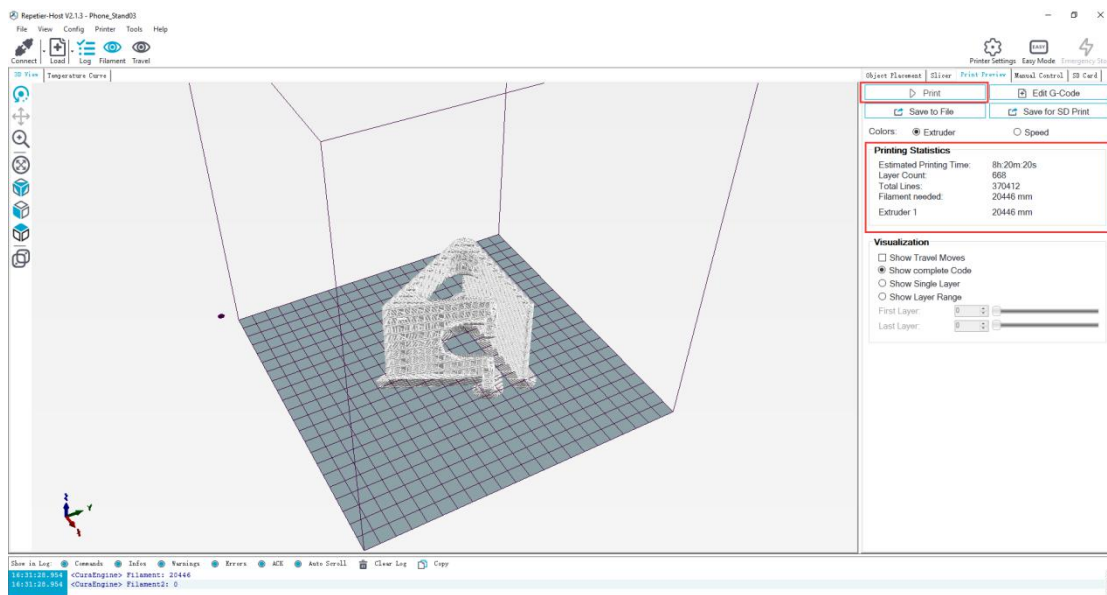 Repetier-Host V2.1.3 - Phone_Stand03
File View Config Printer Tools Help
Connect Load Log Filament Travel
Printer Settings Easy Mode Emergency Sto
EASY
3D View Temperature Curve
Object Placement Slicer Print Preview Manual Control SD Card
Print Edit G-Code
Save to File Save for SD Print
Colors: Extruder Speed
Printing Statistics
Estimated Printing Time: 8h:20m:20s
Layer Count: 668
Total Lines: 370412
Filament needed: 20446 mm
Extruder 1 20446 mm
Visualization
Show Travel Moves
Show complete Code
Show Single Layer
Show Layer Range
First Layer: 0
Last Layer: 0
Z
Y
Show in Log: Commands Infos Warnings Errors ACK Auto Scroll Clear Log Copy
16:31:28.954 <CuraEngine> Filament: 20446
16:31:28.954 <CuraEngine> Filament2: 0